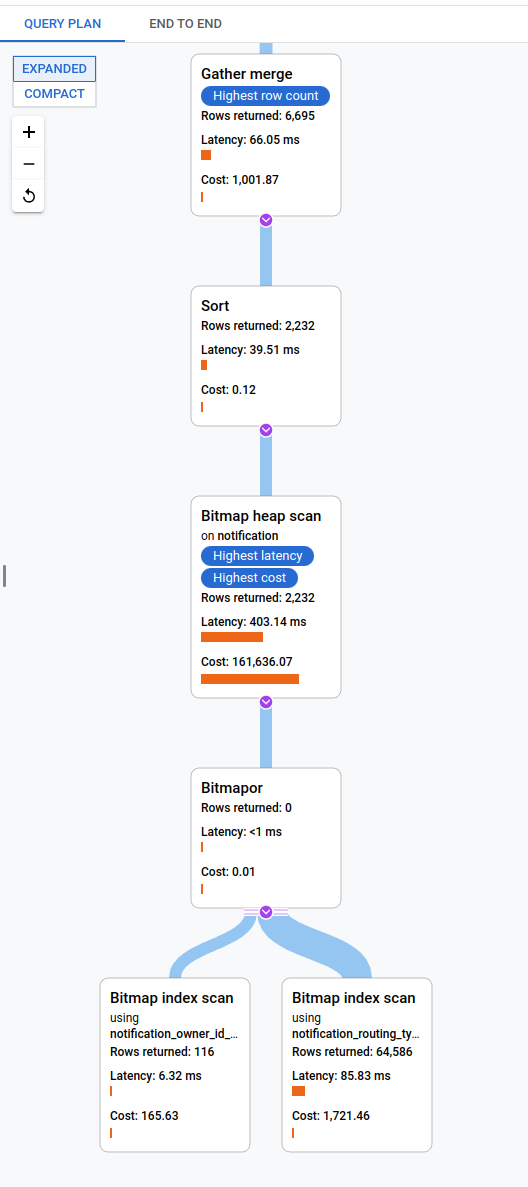 QUERY PLAN
END TO END
EXPANDED
COMPACT
Gather merge
Highest row count
Rows returned: 6,695
Latency: 66.05 ms
Cost: 1,001.87
Sort
Rows returned: 2,232
Latency: 39.51 ms
Cost: 0.12
Bitmap heap scan
on notification
Highest latency
Highest cost
Rows returned: 2,232
Latency: 403.14 ms
Cost: 161,636.07
Bitmapor
Rows returned: 0
Latency: <1 ms
Cost: 0.01
Bitmap index scan
using
notification_owner_id_...
Rows returned: 116
Latency: 6.32 ms
Cost: 165.63
Bitmap index scan
using
notification_routing_ty...
Rows returned: 64,586
Latency: 85.83 ms
Cost: 1,721.46